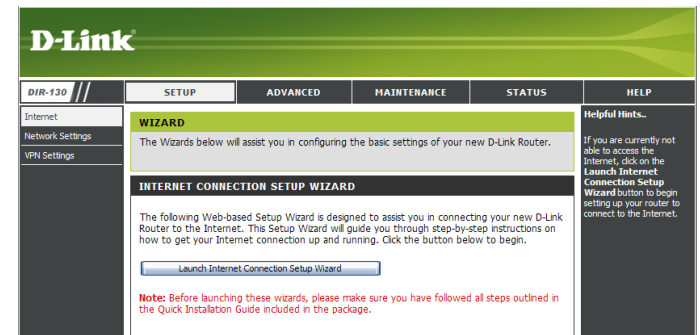 D-Link
DIR-130 // SETUP ADVANCED MAINTENANCE STATUS HELP
Internet
Network Settings
VPN Settings
WIZARD
The Wizards below will assist you in configuring the basic settings of your new D-Link Router.
INTERNET CONNECTION SETUP WIZARD
The following Web-based Setup Wizard is designed to assist you in connecting your new D-Link
Router to the Internet. This Setup Wizard will guide you through step-by-step instructions on
how to get your Internet connection up and running. Click the button below to begin.
Launch Internet Connection Setup Wizard
Note: Before launching these wizards, please make sure you have followed all steps outlined in
the Quick Installation Guide included in the package.
Helpful Hints..
If you are currently not
able to access the
Internet, click on the
Launch Internet
Connection Setup
Wizard button to begin
setting up your router to
connect to the Internet.